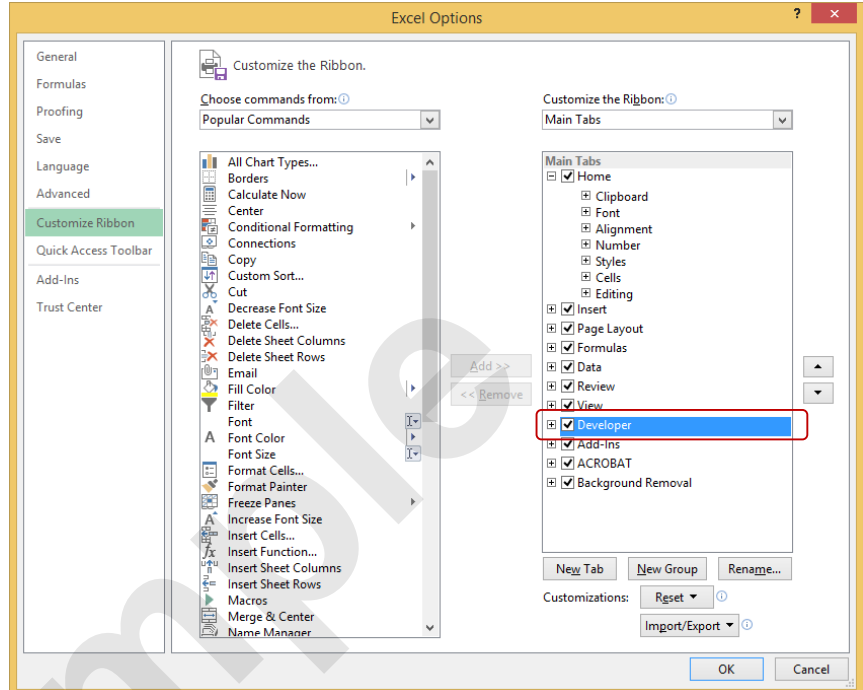 Excel Options
?
General
Formulas
Proofing
Save
Language
Advanced
Customize Ribbon
Quick Access Toolbar
Add-Ins
Trust Center
Customize the Ribbon.
Choose commands from:
Popular Commands
All Chart Types...
Borders
Calculate Now
Center
Conditional Formatting
Connections
Copy
Custom Sort...
Cut
Decrease Font Size
Delete Cells...
Delete Sheet Columns
Delete Sheet Rows
Email
Fill Color
Filter
Font
Font Color
Font Size
Format Cells...
Format Painter
Freeze Panes
Increase Font Size
Insert Cells...
Insert Function...
Insert Sheet Columns
Insert Sheet Rows
Macros
Merge & Center
Name Manager
Add >>
<< Remove
Customize the Ribbon:
Main Tabs
Main Tabs
Home
Clipboard
Font
Alignment
Number
Styles
Cells
Editing
Insert
Page Layout
Formulas
Data
Review
View
Developer
Add-Ins
ACROBAT
Background Removal
New Tab New Group Rename...
Customizations: Reset
Import/Export
OK Cancel
mple